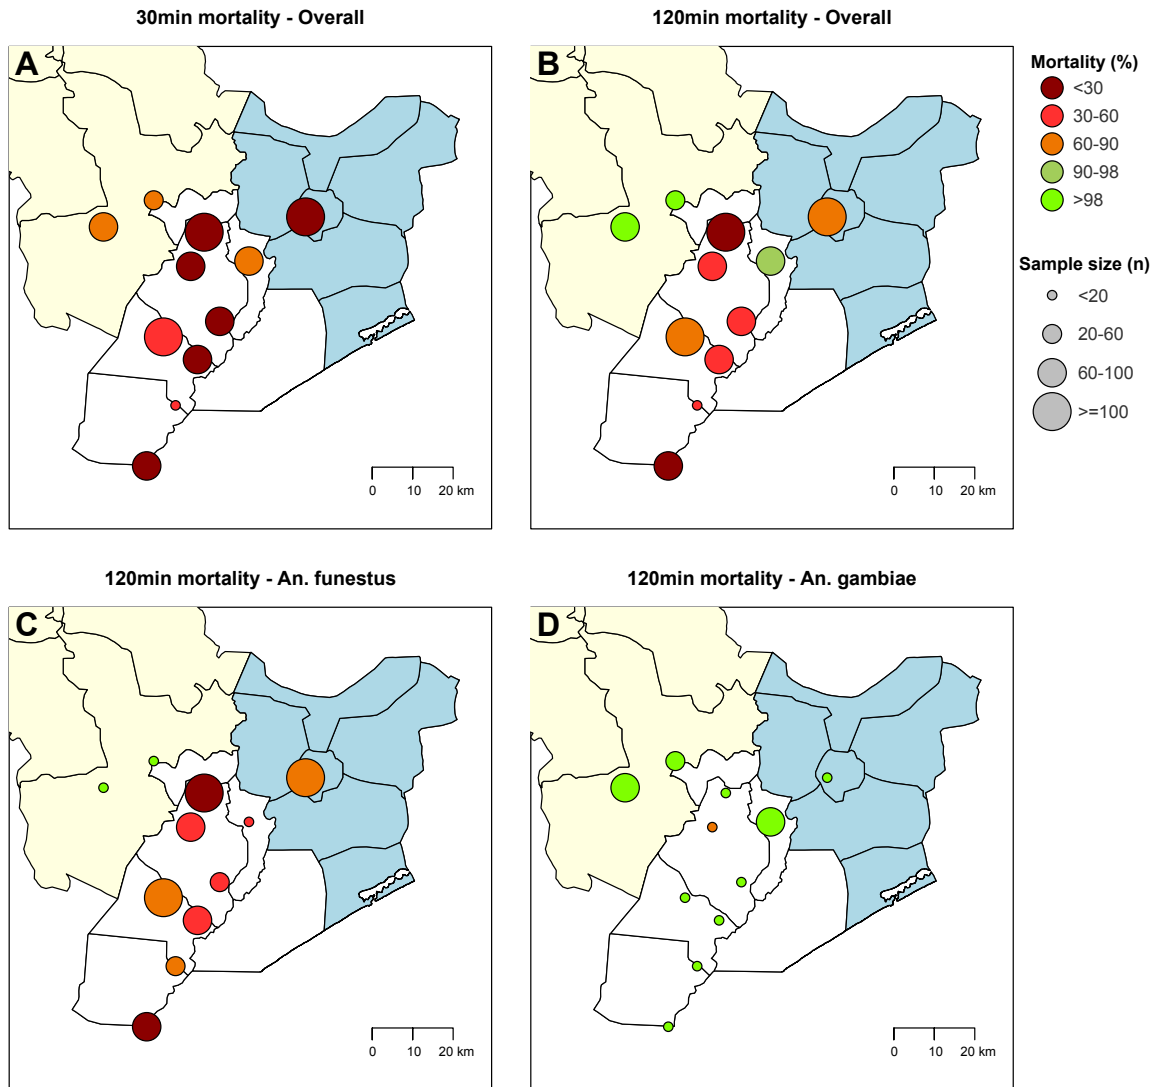 30min mortality - Overall
120min mortality - Overall
A
B
Mortality (%)
<30
30-60
60-90
90-98
>98
Sample size (n)
<20
20-60
60-100
>=100
0 10 20 km
0 10 20 km
120min mortality - An. funestus
120min mortality - An. gambiae
C
D
0 10 20 km
0 10 20 km